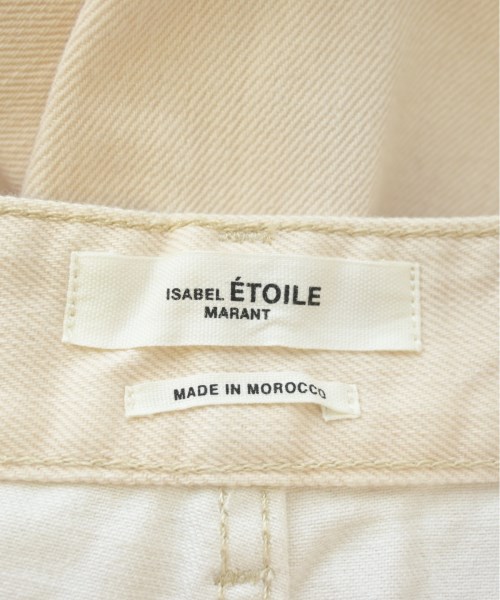 ISABEL ÉTOILE
MARANT
MADE IN MOROCCO